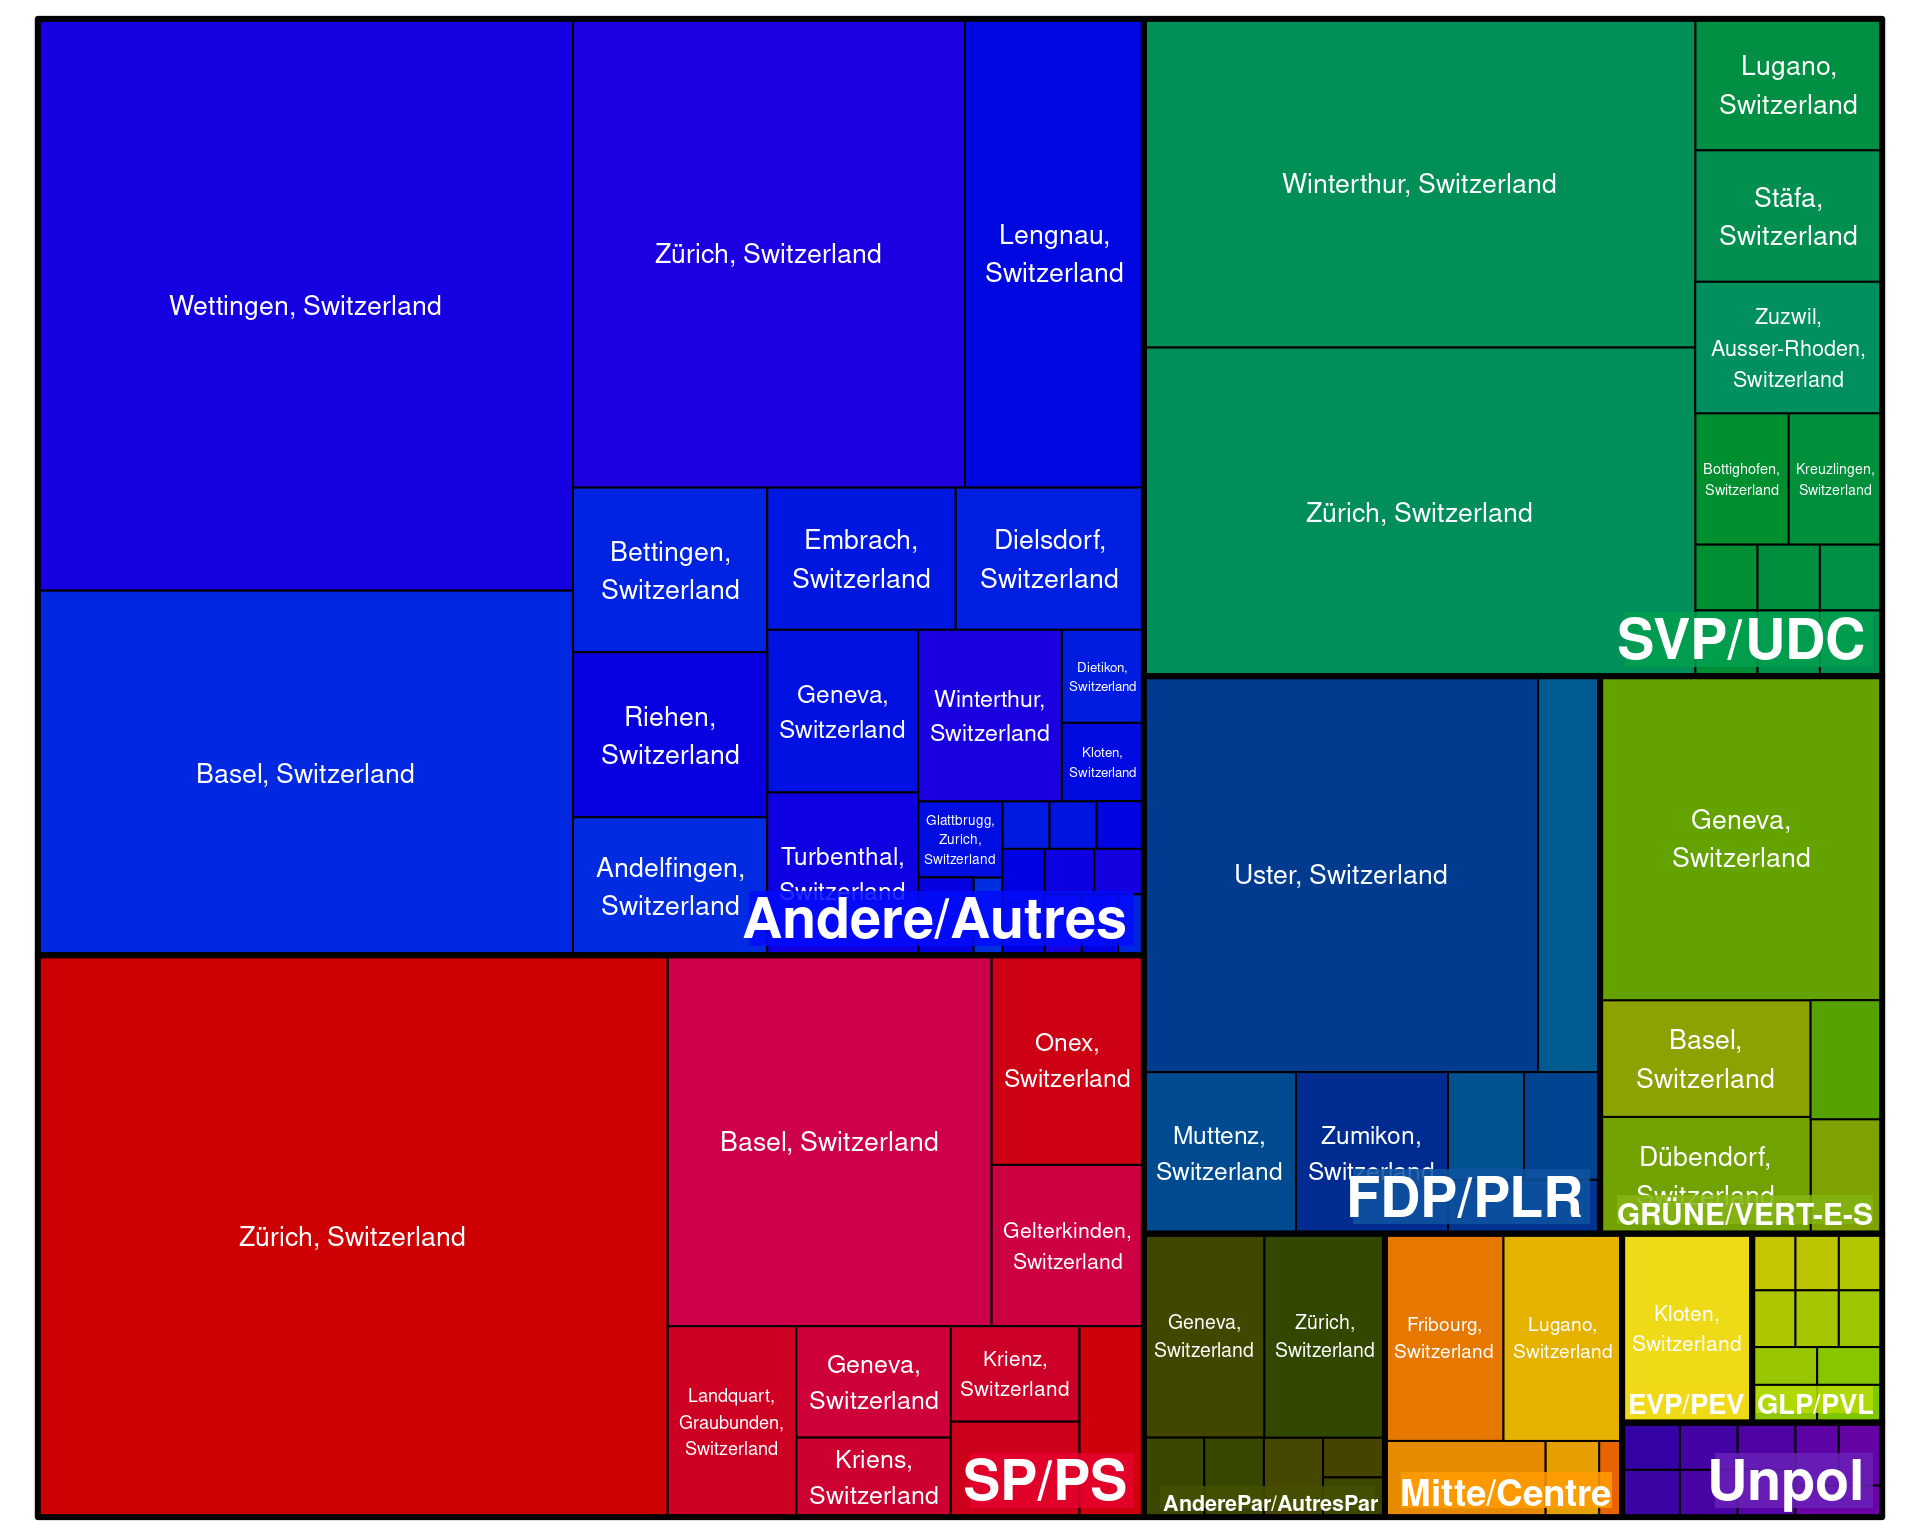 Wettingen, Switzerland
Zürich, Switzerland
Lengnau,
Switzerland
Basel, Switzerland
Bettingen,
Switzerland
Embrach,
Switzerland
Dielsdorf,
Switzerland
Riehen,
Switzerland
Geneva,
Switzerland
Winterthur,
Switzerland
Dietikon,
Switzerland
Kloten,
Switzerland
Andelfingen,
Switzerland
Turbenthal,
Switzerland
Glattbrugg,
Zurich,
Switzerland
Andere/Autres
Winterthur, Switzerland
Lugano,
Switzerland
Stäfa,
Switzerland
Zuzwil,
Ausser-Rhoden,
Switzerland
Zürich, Switzerland
Bottighofen,
Switzerland
Kreuzlingen,
Switzerland
SVP/UDC
Zürich, Switzerland
Basel, Switzerland
Onex,
Switzerland
Gelterkinden,
Switzerland
Landquart,
Graubunden,
Switzerland
Geneva,
Switzerland
Krienz,
Switzerland
Kriens,
Switzerland
SP/PS
Uster, Switzerland
Muttenz,
Switzerland
Zumikon,
Switzerland
FDP/PLR
Geneva,
Switzerland
Basel,
Switzerland
Dübendorf,
Switzerland
GRÜNE/VERT-E-S
Geneva,
Switzerland
Zürich,
Switzerland
AnderePar/AutresPar
Fribourg,
Switzerland
Lugano,
Switzerland
Mitte/Centre
Kloten,
Switzerland
EVP/PEV
GLP/PVL
Unpol